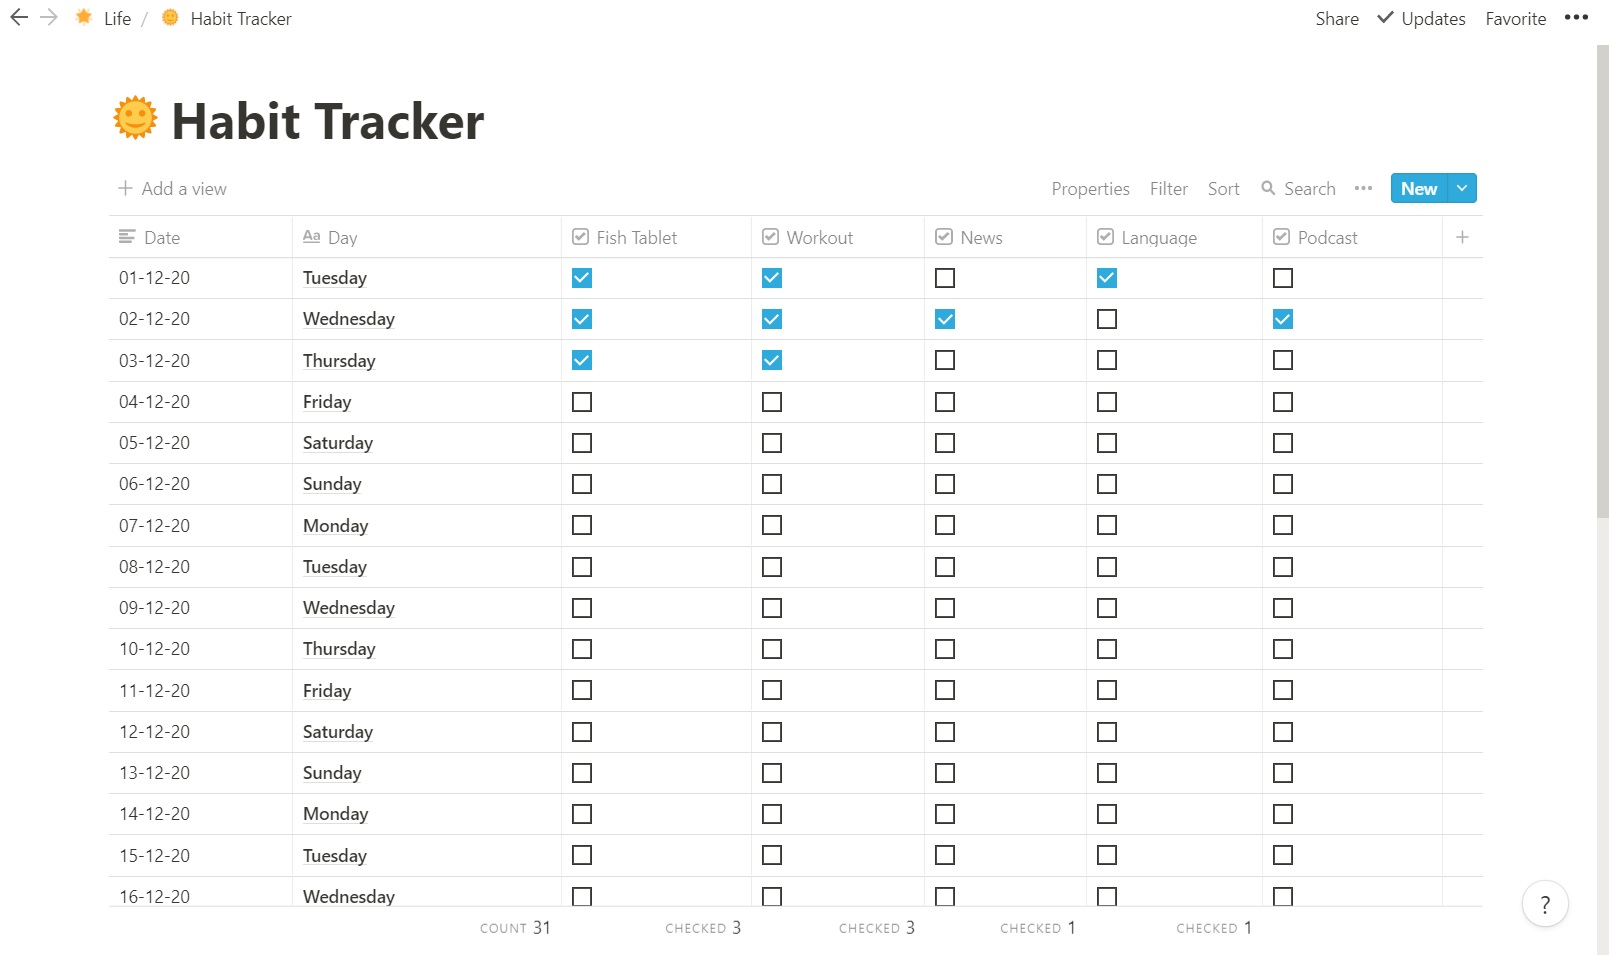 Life / Habit Tracker Share Updates Favorite •••
Habit Tracker
+ Add a view Properties Filter Sort Search ••• New
Date Aa Day Fish Tablet Workout News Language Podcast +
01-12-20 Tuesday
02-12-20 Wednesday
03-12-20 Thursday
04-12-20 Friday
05-12-20 Saturday
06-12-20 Sunday
07-12-20 Monday
08-12-20 Tuesday
09-12-20 Wednesday
10-12-20 Thursday
11-12-20 Friday
12-12-20 Saturday
13-12-20 Sunday
14-12-20 Monday
15-12-20 Tuesday
16-12-20 Wednesday
COUNT 31 CHECKED 3 CHECKED 3 CHECKED 1 CHECKED 1
?